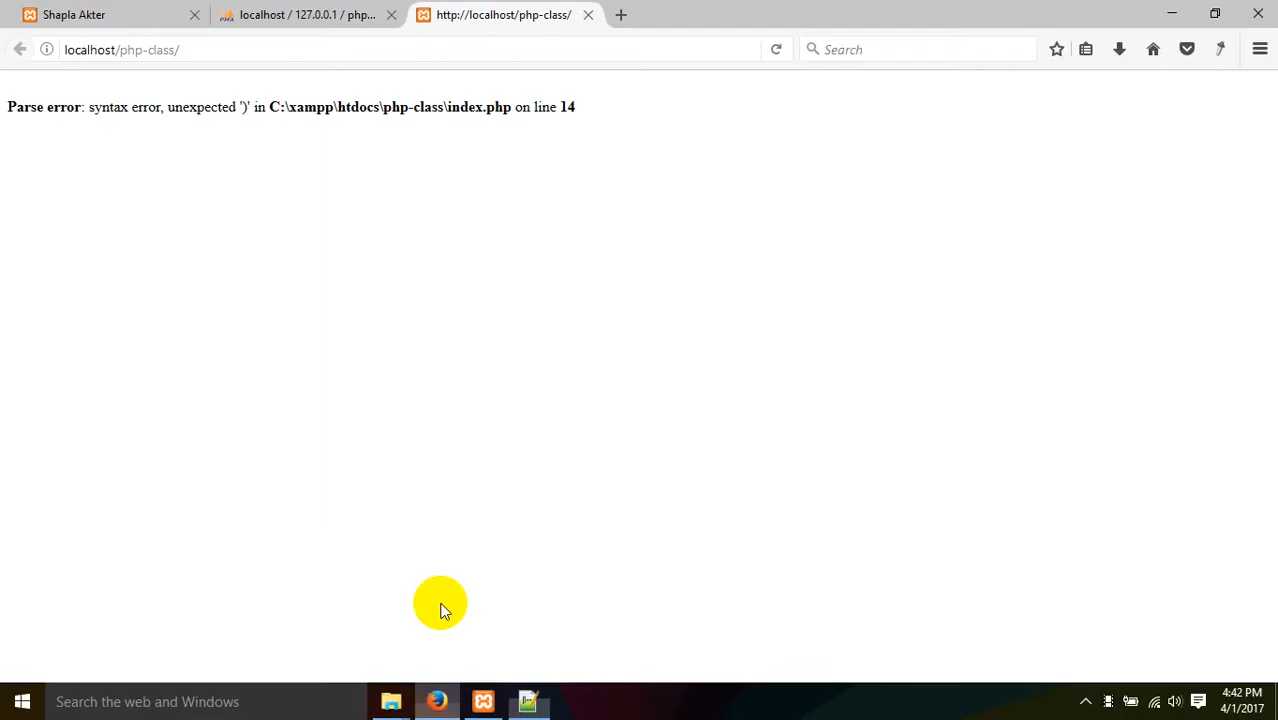 Shapla Akter
localhost / 127.0.0.1 / php...
http://localhost/php-class/
localhost/php-class/
Search
Parse error: syntax error, unexpected ')' in C:\xampp\htdocs\php-class\index.php on line 14
Search the web and Windows
4:42 PM
4/1/2017